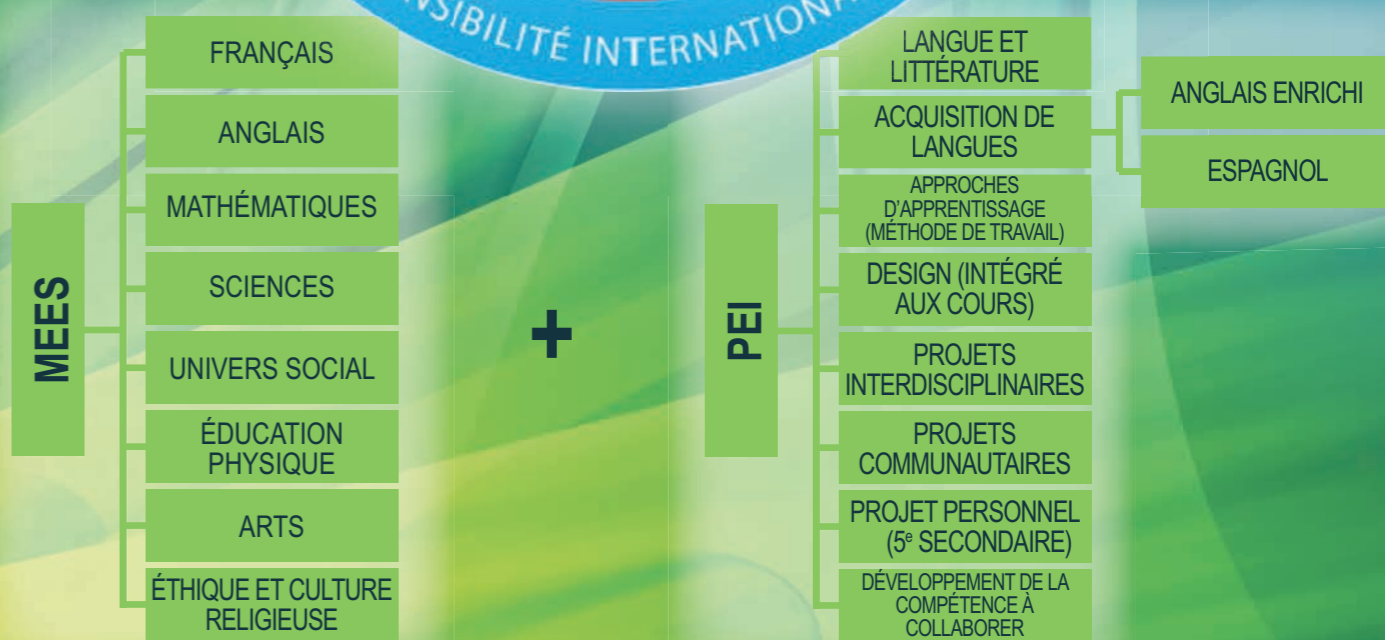 NSIBILITÉ INTERNATIONA
MEES
FRANÇAIS
ANGLAIS
MATHÉMATIQUES
SCIENCES
UNIVERS SOCIAL
ÉDUCATION
PHYSIQUE
ARTS
ÉTHIQUE ET CULTURE
RELIGIEUSE
+
PEI
LANGUE ET
LITTÉRATURE
ACQUISITION DE
LANGUES
ANGLAIS ENRICHI
ESPAGNOL
APPROCHES
D'APPRENTISSAGE
(MÉTHODE DE TRAVAIL)
DESIGN (INTÉGRÉ
AUX COURS)
PROJETS
INTERDISCIPLINAIRES
PROJETS
COMMUNAUTAIRES
PROJET PERSONNEL
(5e SECONDAIRE)
DÉVELOPPEMENT DE LA
COMPÉTENCE À
COLLABORER